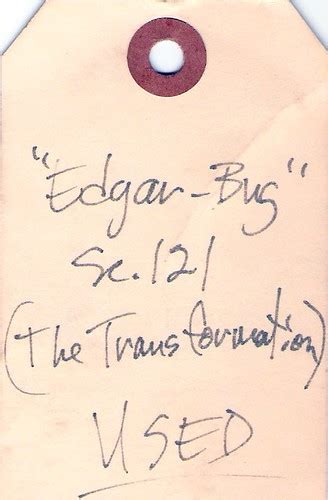 "Edgar-Bug"
Sc. 121
(The Transformation)
USED